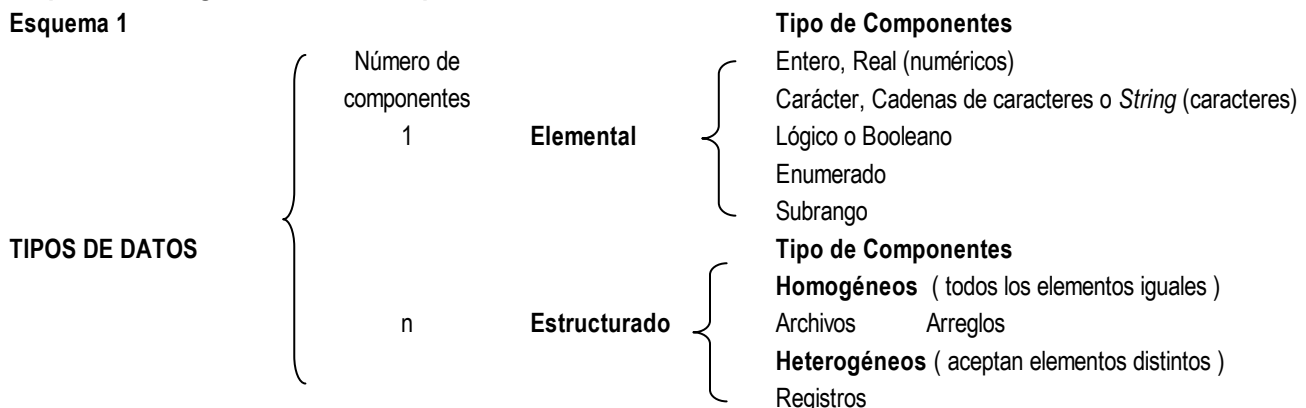 Esquema 1 Tipo de Componentes
Número de Entero, Real (numéricos)
componentes Carácter, Cadenas de caracteres o String (caracteres)
1 Elemental Lógico o Booleano
Enumerado
Subrango
TIPOS DE DATOS Tipo de Componentes
Homogéneos ( todos los elementos iguales )
n Estructurado Archivos Arreglos
Heterogéneos ( aceptan elementos distintos )
Registros